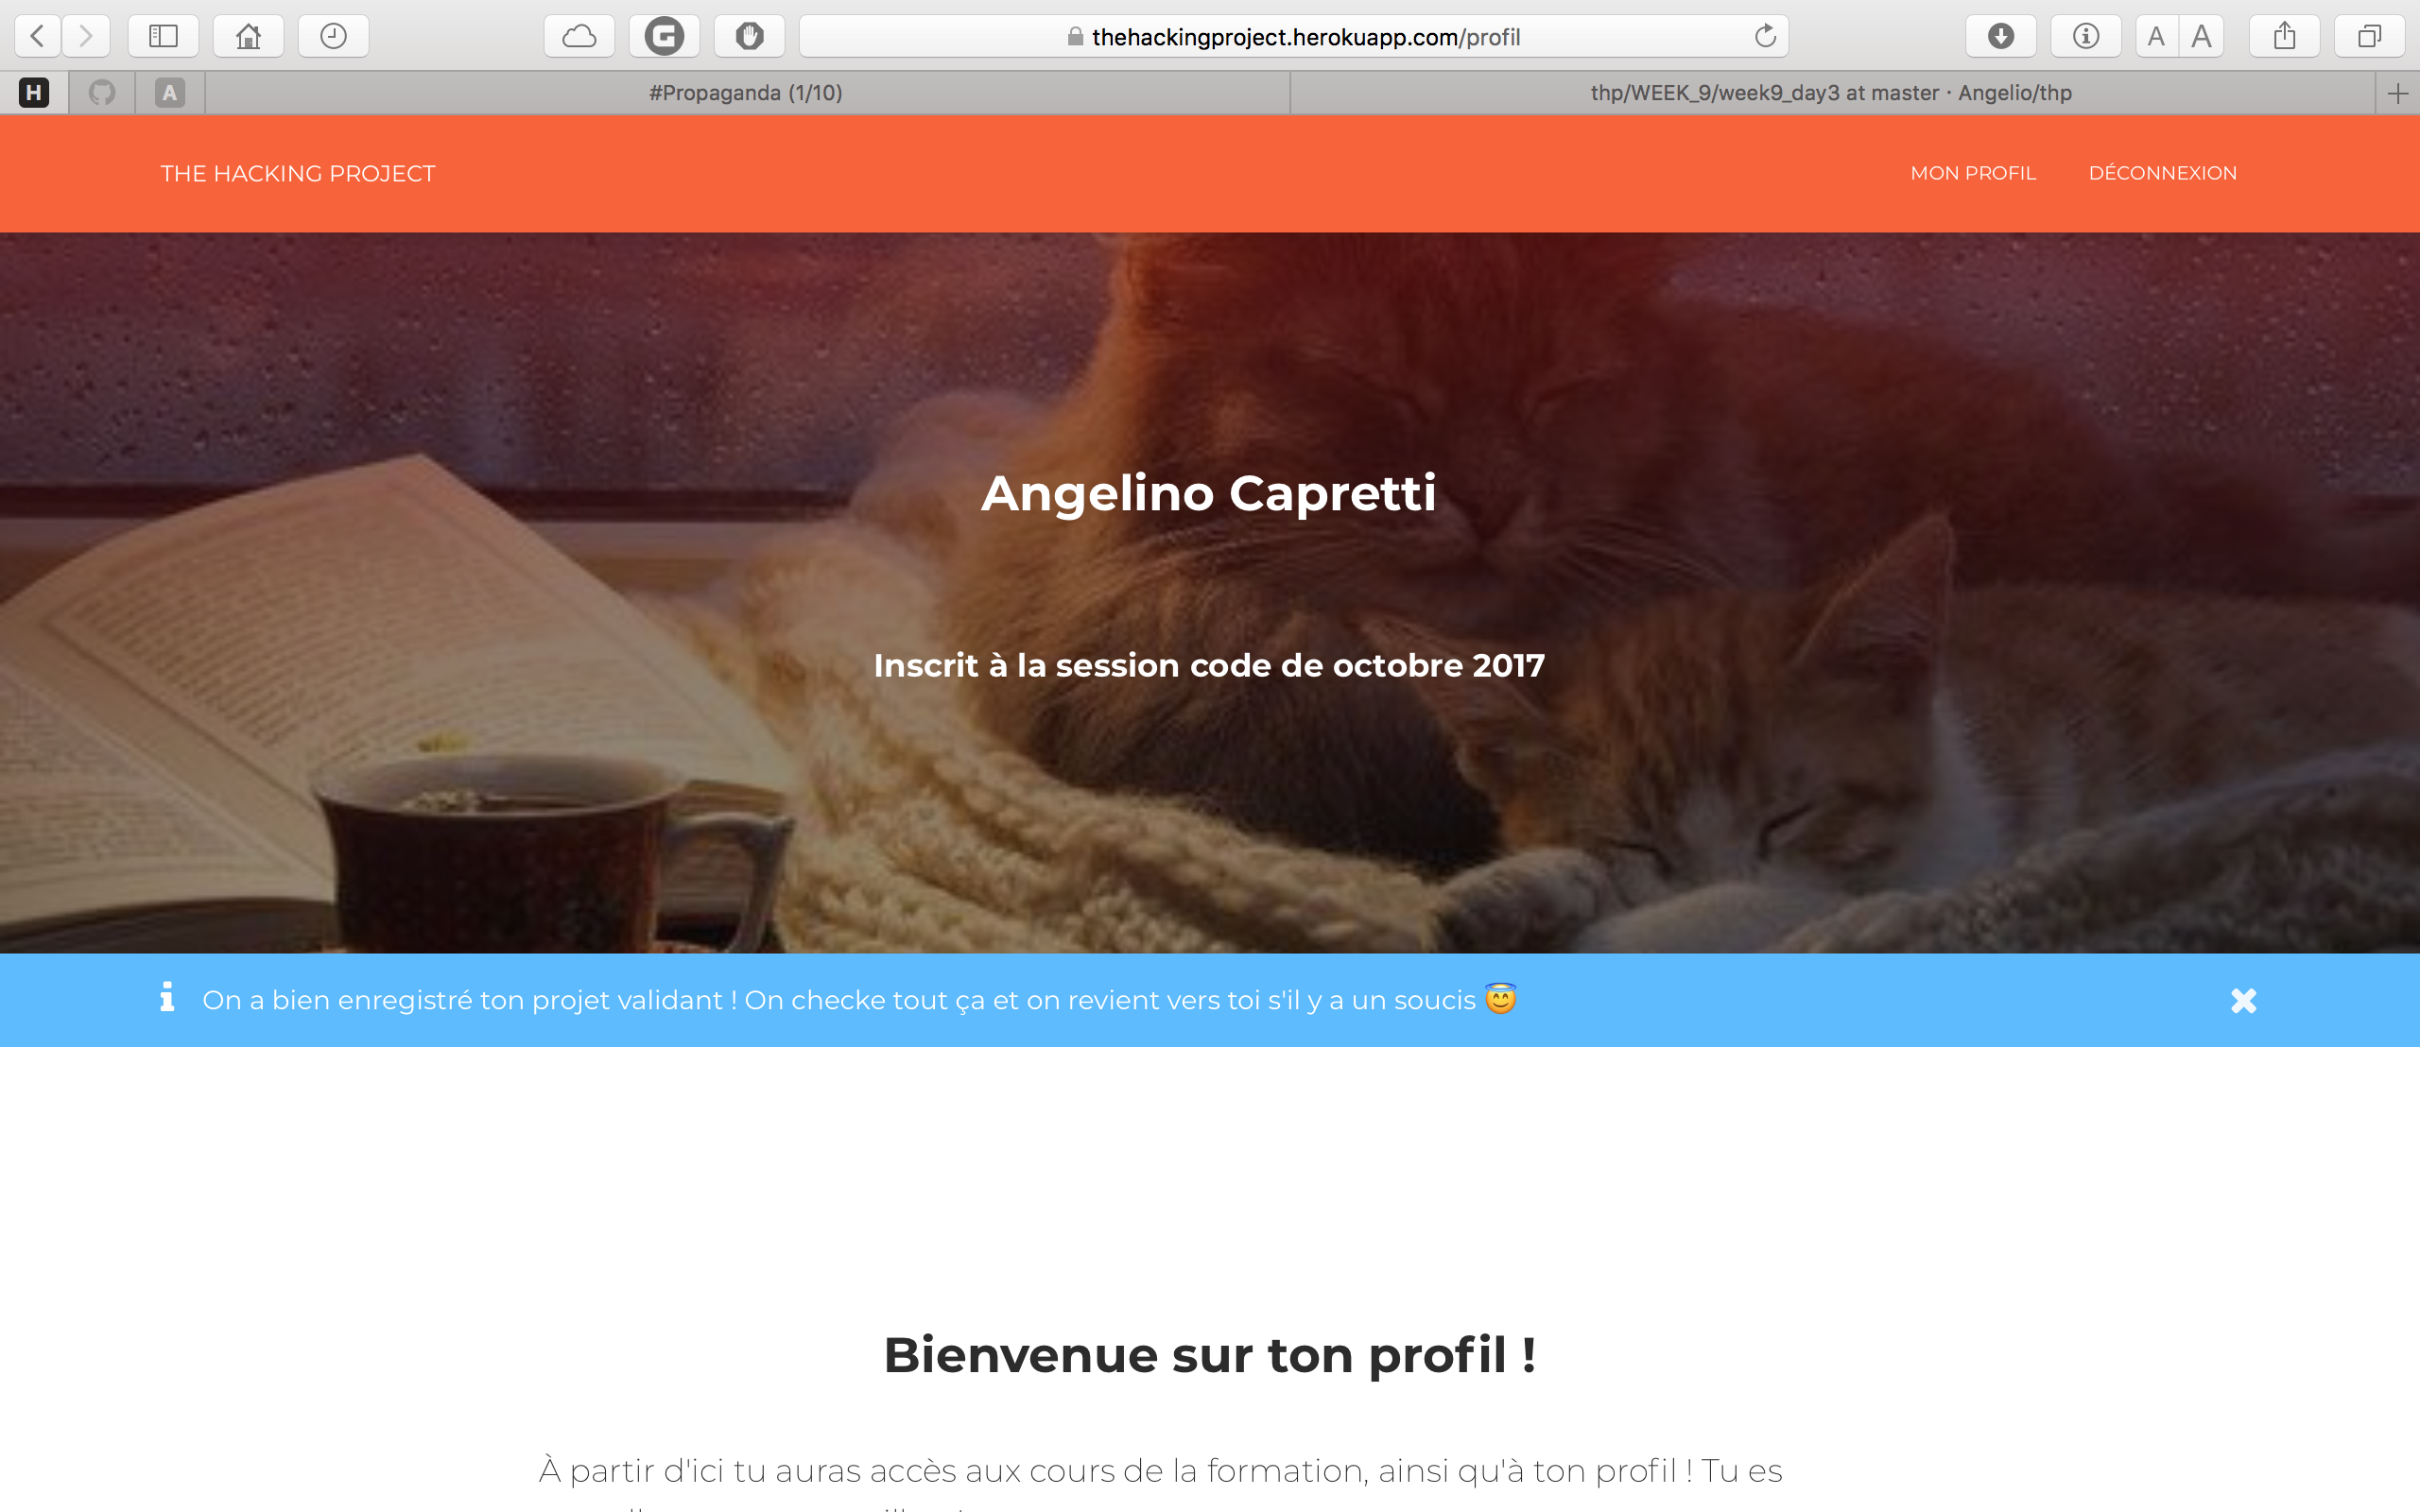 thehackingproject.herokuapp.com/profil
A A
H
A
#Propaganda (1/10)
thp/WEEK_9/week9_day3 at master · Angelio/thp
THE HACKING PROJECT
MON PROFIL
DÉCONNEXION
Angelino Capretti
Inscrit à la session code de octobre 2017
On a bien enregistré ton projet validant ! On checke tout ça et on revient vers toi s'il y a un soucis 😇
Bienvenue sur ton profil !
À partir d'ici tu auras accès aux cours de la formation, ainsi qu'à ton profil ! Tu es